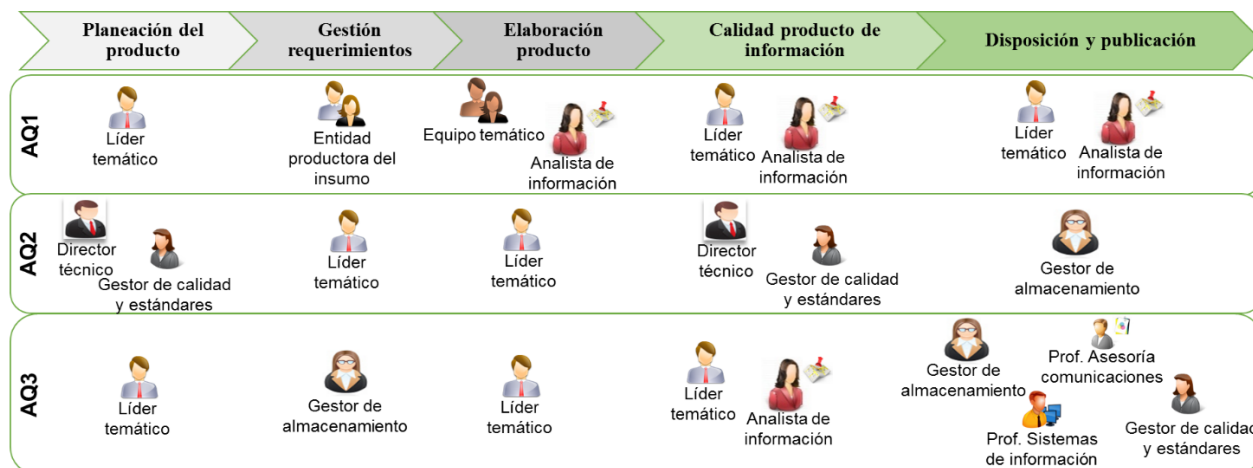 Planeación del
producto
Gestión
requerimientos
Elaboración
producto
Calidad producto de
información
Disposición y publicación
AQ1
Líder
temático
Entidad
productora del
insumo
Equipo temático
Analista de
información
Líder
temático
Analista de
información
Líder
temático
Analista de
información
AQ2
Director
técnico
Gestor de calidad
y estándares
Líder
temático
Líder
temático
Director
técnico
Gestor de calidad
y estándares
Gestor de
almacenamiento
AQ3
Líder
temático
Gestor de
almacenamiento
Líder
temático
Líder
temático
Analista de
información
Gestor de
almacenamiento
Prof. Asesoría
comunicaciones
Prof. Sistemas
de información
Gestor de calidad
y estándares